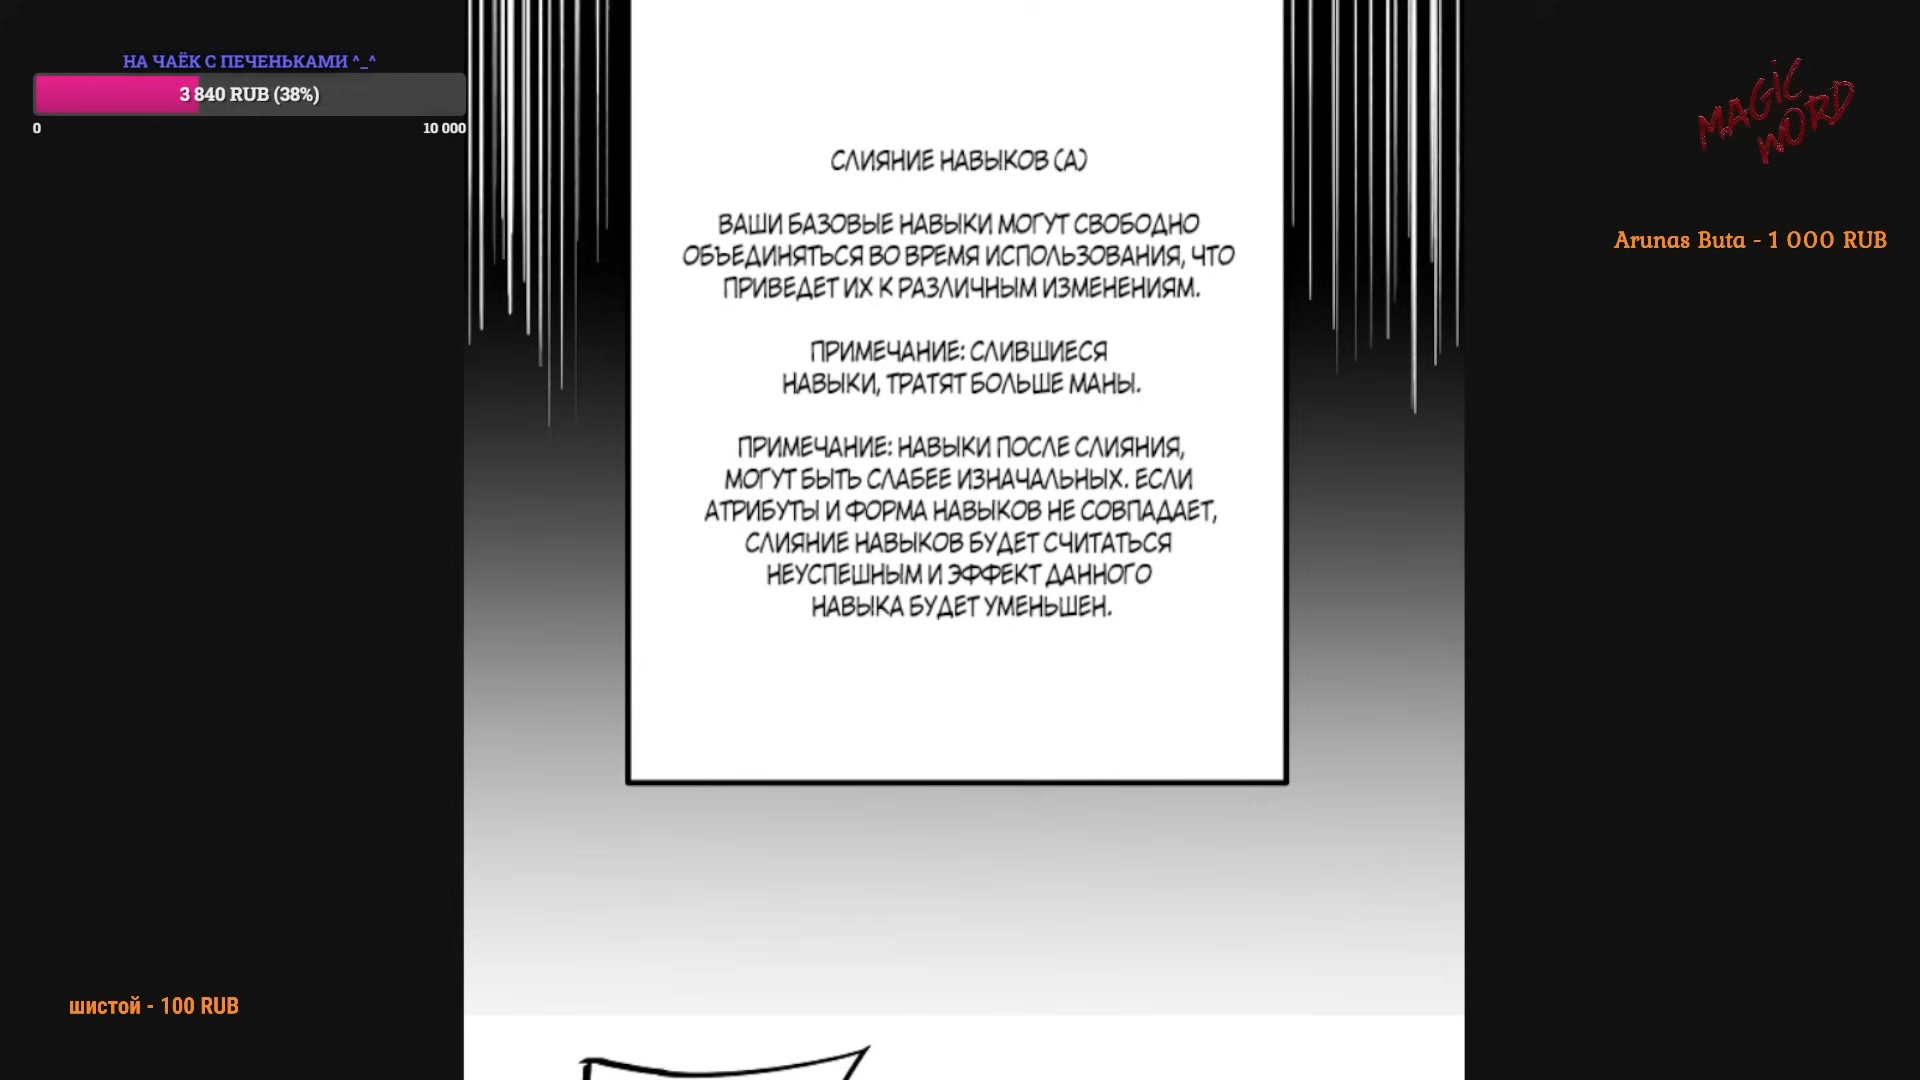 НА ЧАЁК С ПЕЧЕНЬКАМИ ^_^
3 840 RUB (38%)
0
10 000
MAGIC
WORD
Arunas Buta - 1 000 RUB
СЛИЯНИЕ НАВЫКОВ (А)
ВАШИ БАЗОВЫЕ НАВЫКИ МОГУТ СВОБОДНО
ОБЪЕДИНЯТЬСЯ ВО ВРЕМЯ ИСПОЛЬЗОВАНИЯ, ЧТО
ПРИВЕДЕТ ИХ К РАЗЛИЧНЫМ ИЗМЕНЕНИЯМ.
ПРИМЕЧАНИЕ: СЛИВШИЕСЯ
НАВЫКИ, ТРАТЯТ БОЛЬШЕ МАНЫ.
ПРИМЕЧАНИЕ: НАВЫКИ ПОСЛЕ СЛИЯНИЯ,
МОГУТ БЫТЬ СЛАБЕЕ ИЗНАЧАЛЬНЫХ. ЕСЛИ
АТРИБУТЫ И ФОРМА НАВЫКОВ НЕ СОВПАДАЕТ,
СЛИЯНИЕ НАВЫКОВ БУДЕТ СЧИТАТЬСЯ
НЕУСПЕШНЫМ И ЭФФЕКТ ДАННОГО
НАВЫКА БУДЕТ УМЕНЬШЕН.
шистой - 100 RUB